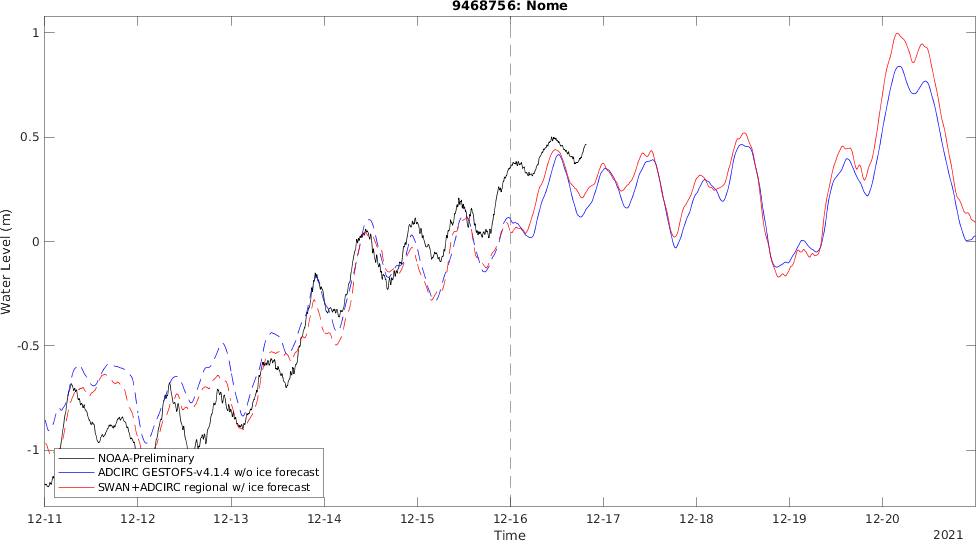 9468756: Nome
Water Level (m)
1
0.5
0
-0.5
-1
NOAA-Preliminary
ADCIRC GESTOFS-v4.1.4 w/o ice forecast
SWAN+ADCIRC regional w/ ice forecast
12-11 12-12 12-13 12-14 12-15 12-16 12-17 12-18 12-19 12-20
Time
2021